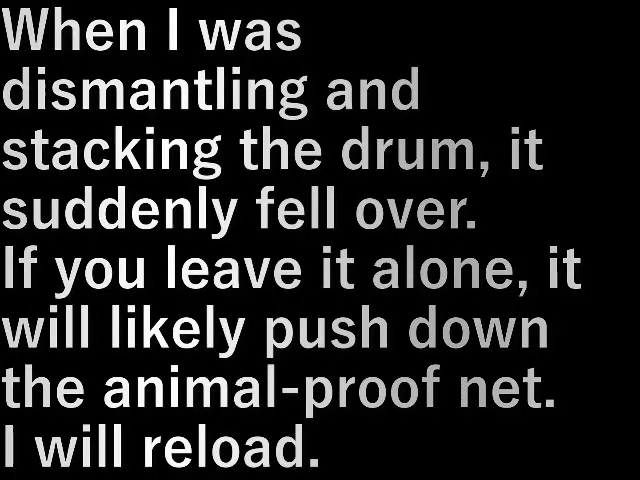 When I was
dismantling and
stacking the drum, it
suddenly fell over.
If you leave it alone, it
will likely push down
the animal-proof net.
I will reload.